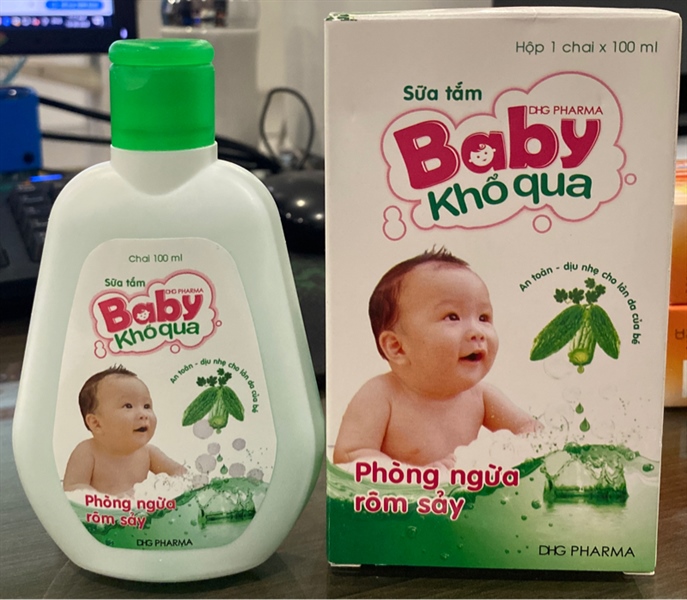 Chai 100 ml
Sữa tắm
DHG PHARMA
Baby
Khổ qua
An toàn - dịu nhẹ cho làn da của bé
Phòng ngừa
rôm sảy
Hộp 1 chai x 100 ml
Sữa tắm
DHG PHARMA
Baby
Khổ qua
An toàn - dịu nhẹ cho làn da của bé
Phòng ngừa
rôm sảy
DHG PHARMA